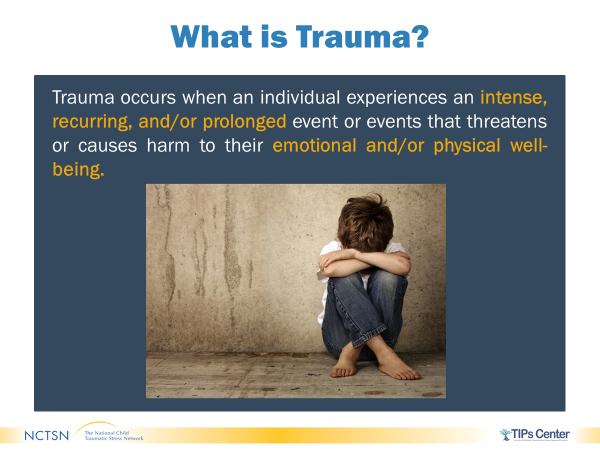 What is Trauma?
Trauma occurs when an individual experiences an intense,
recurring, and/or prolonged event or events that threatens
or causes harm to their emotional and/or physical well-
being.
NCTSN
The National Child
Traumatic Stress Network
TIPs Center